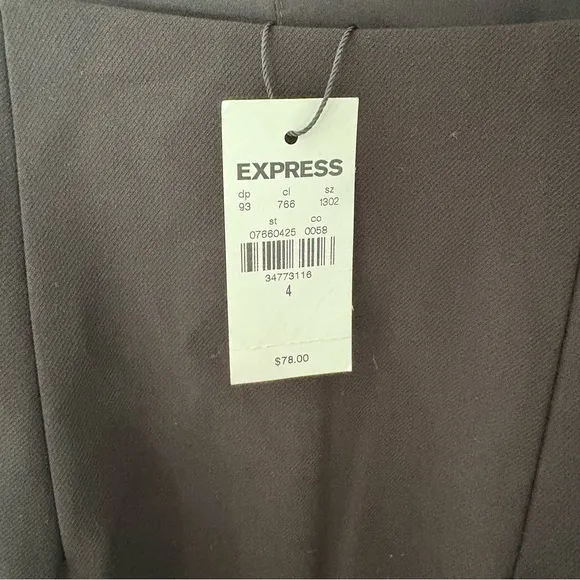 EXPRESS
dp cl sz
93 766 1302
st co
07660425 0058
34773116
4
$78.00